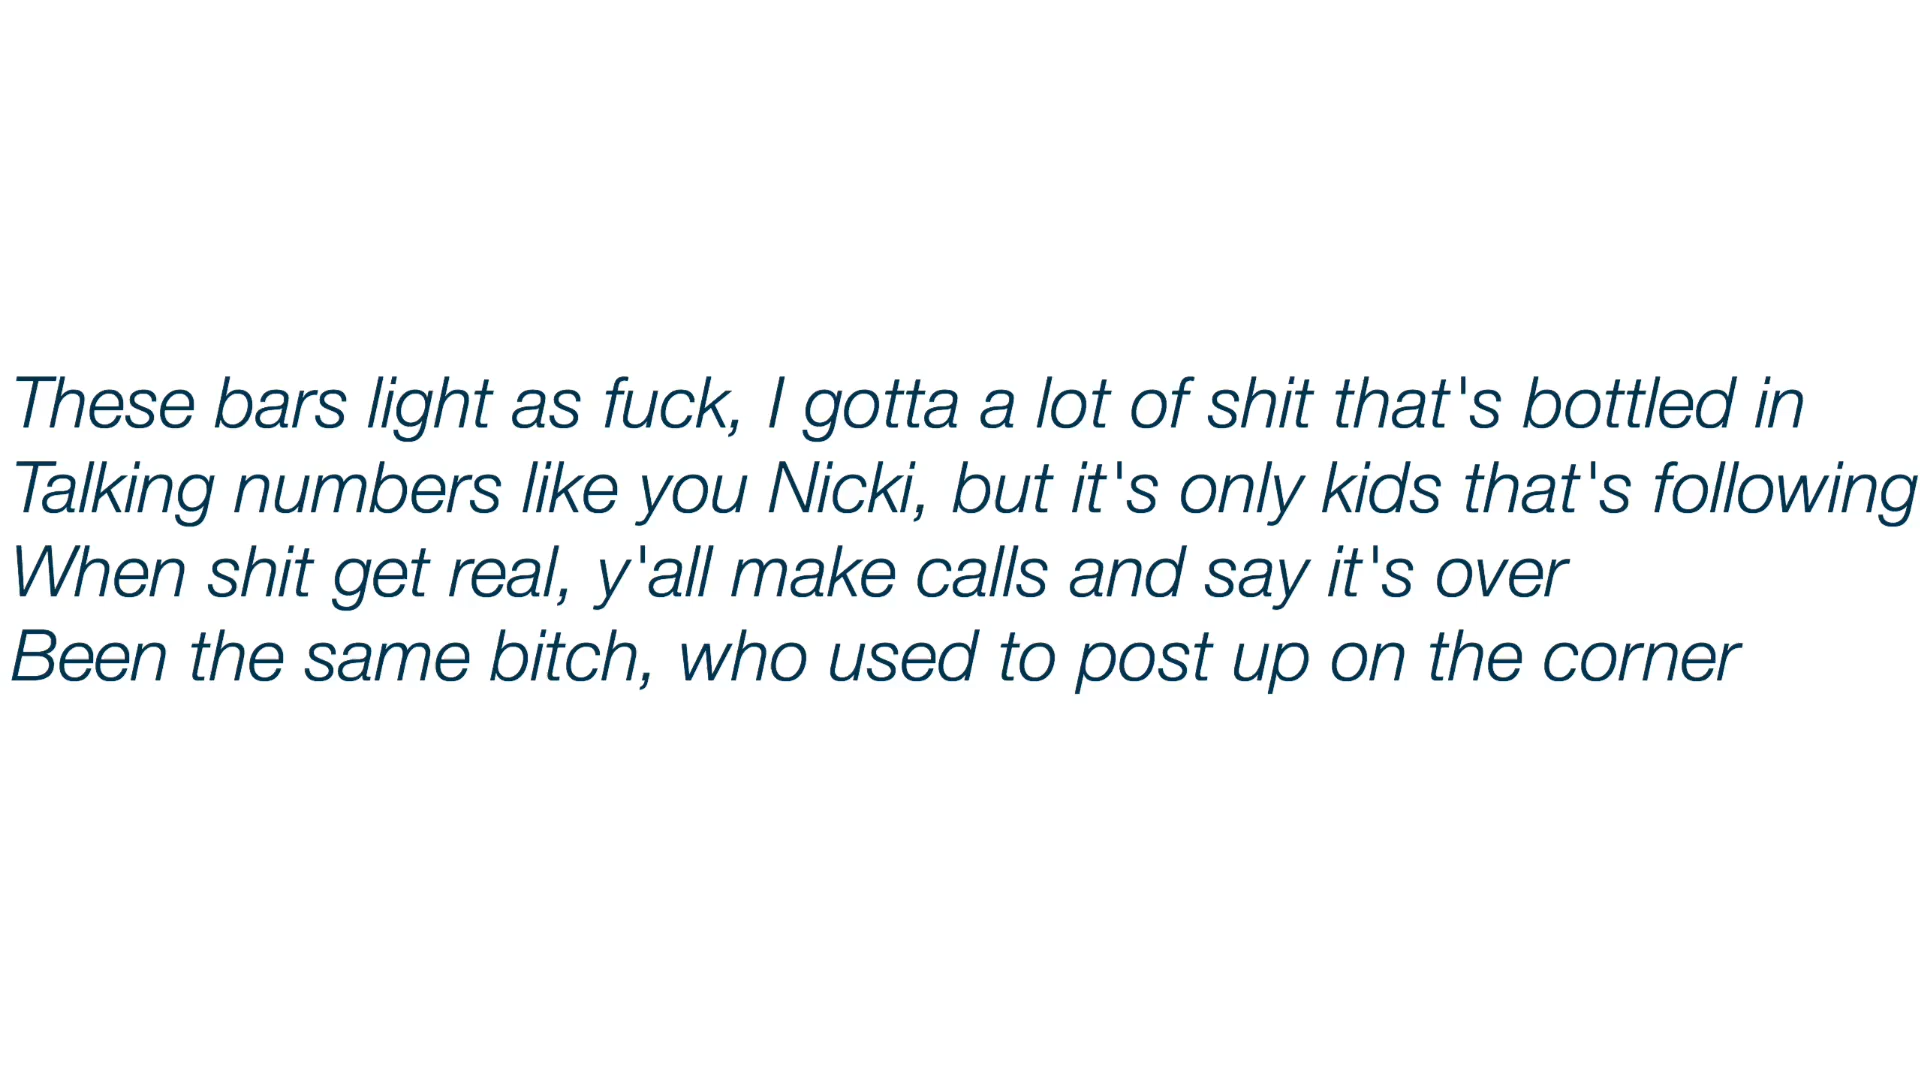 These bars light as fuck, I gotta a lot of shit that's bottled in
Talking numbers like you Nicki, but it's only kids that's following
When shit get real, y'all make calls and say it's over
Been the same bitch, who used to post up on the corner